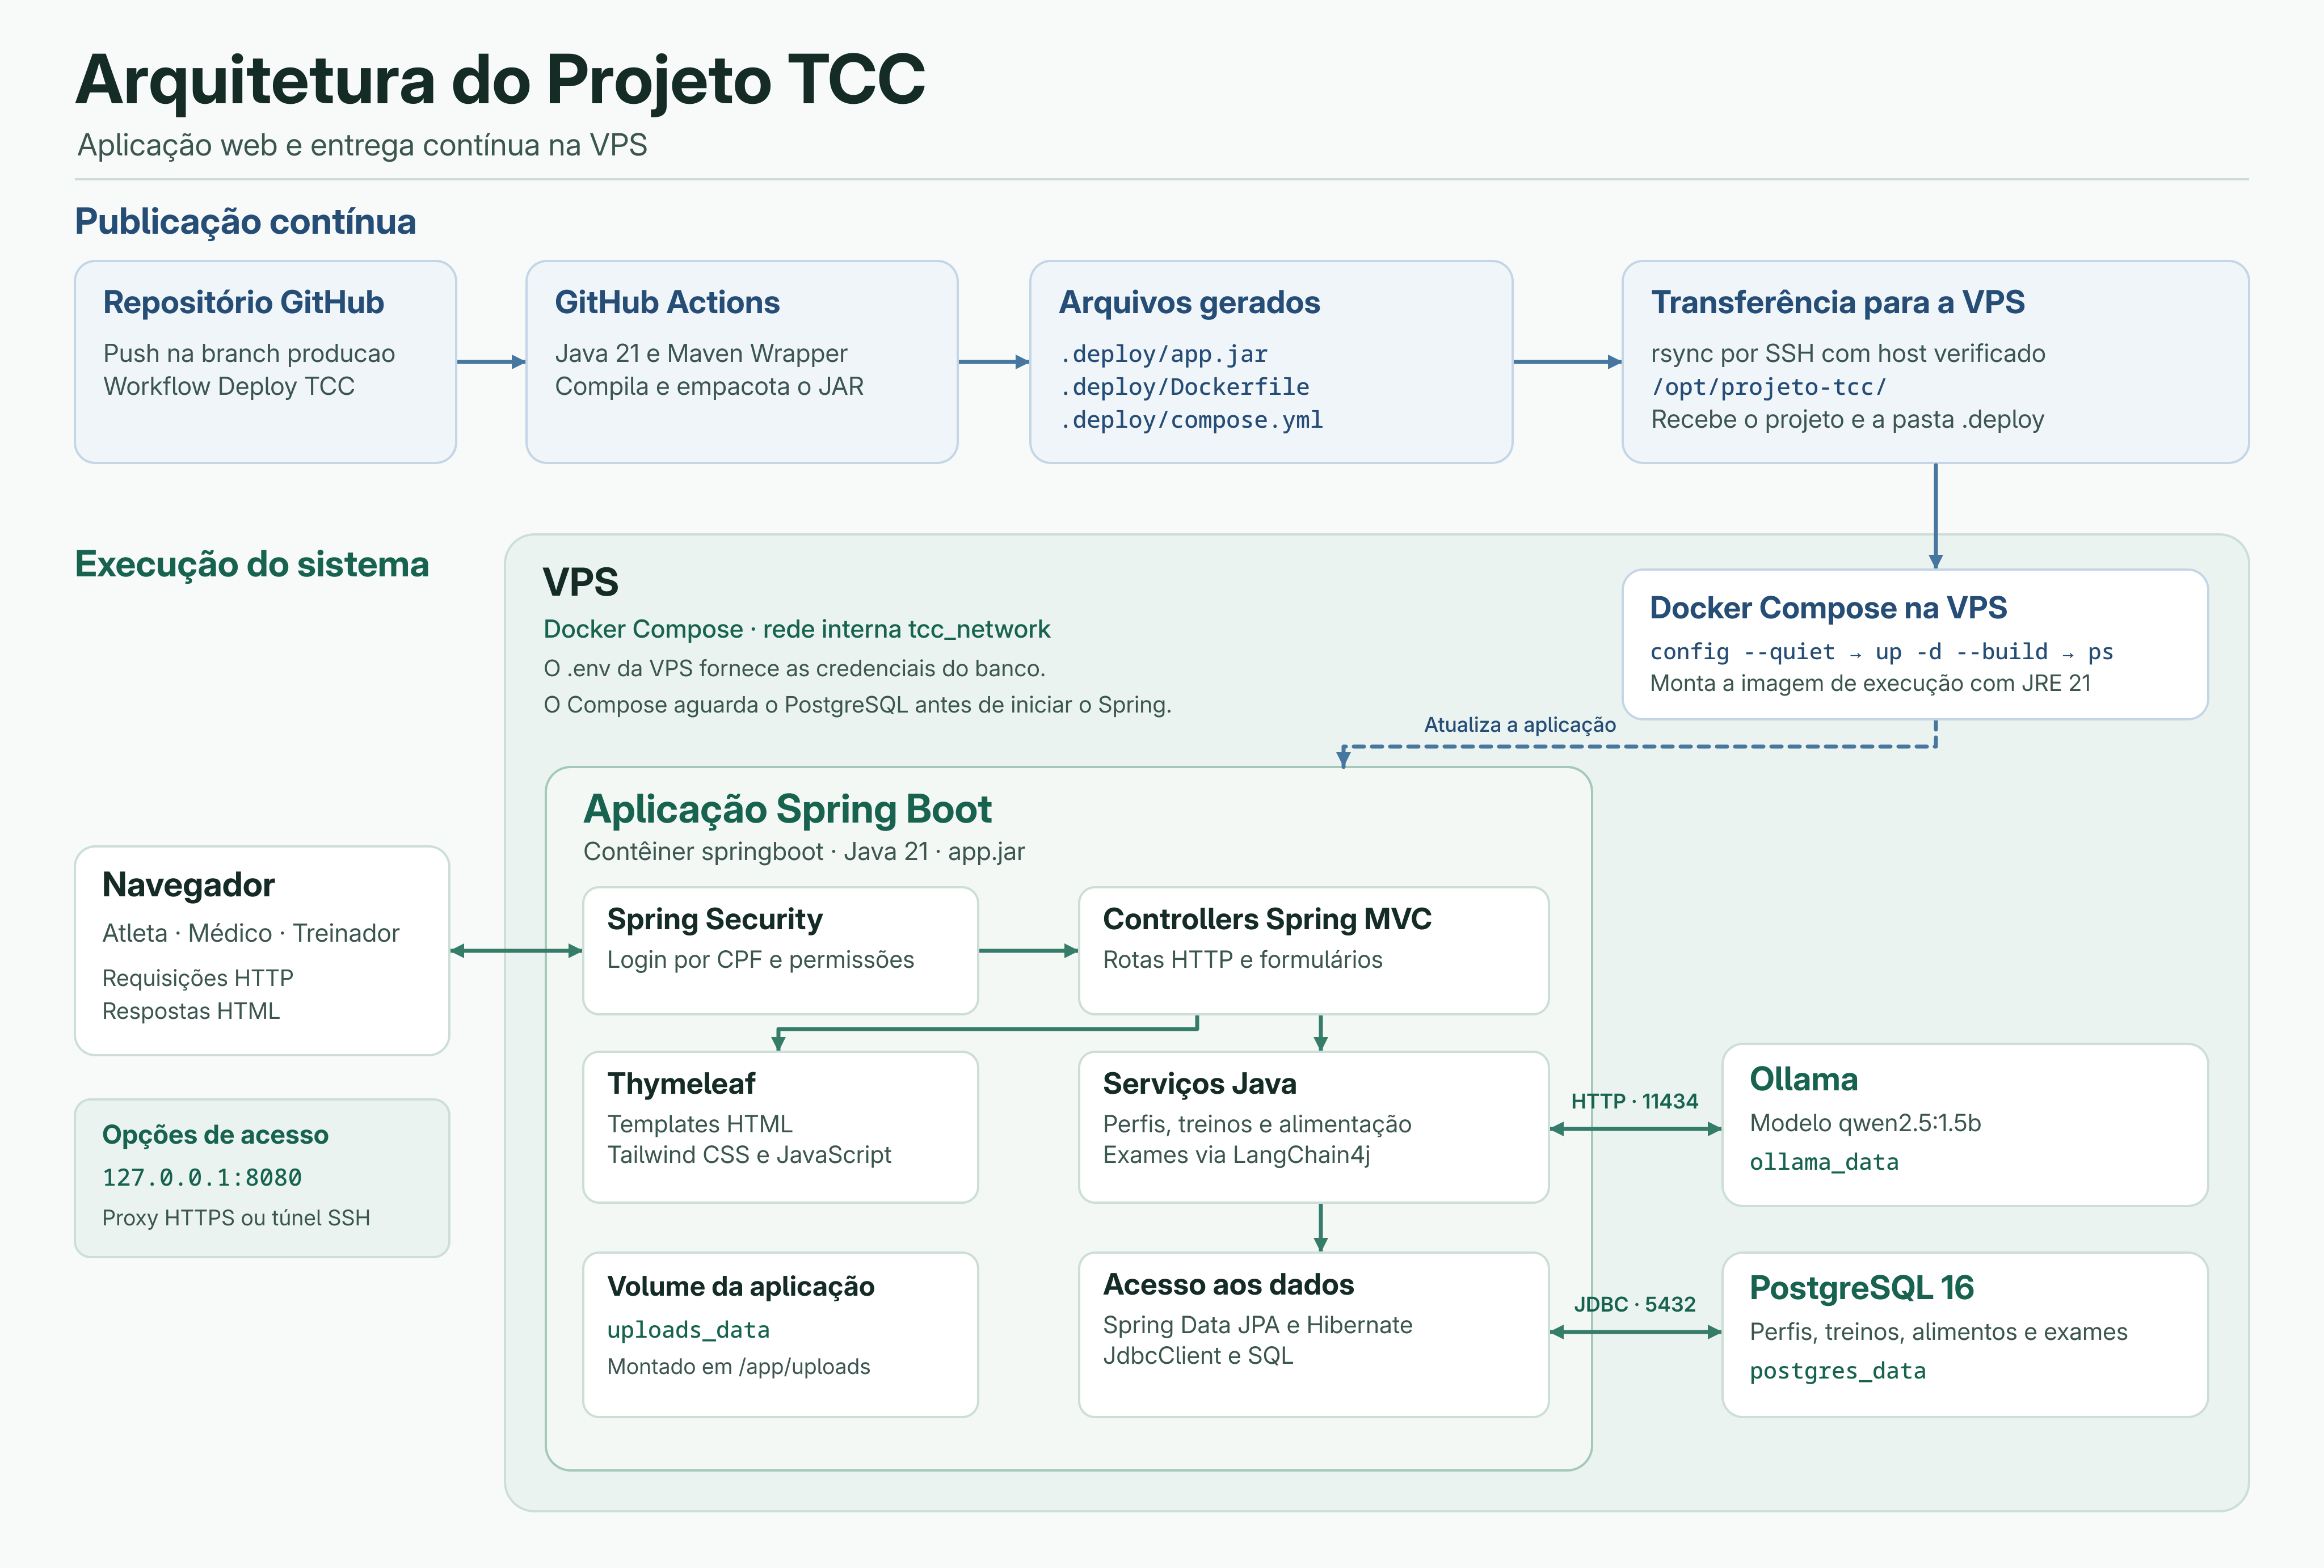 Arquitetura do Projeto TCC
Aplicação web e entrega contínua na VPS
Publicação contínua
Repositório GitHub
Push na branch producao
Workflow Deploy TCC
GitHub Actions
Java 21 e Maven Wrapper
Compila e empacota o JAR
Arquivos gerados
.deploy/app.jar
.deploy/Dockerfile
.deploy/compose.yml
Transferência para a VPS
rsync por SSH com host verificado
/opt/projeto-tcc/
Recebe o projeto e a pasta .deploy
Execução do sistema
VPS
Docker Compose · rede interna tcc_network
O .env da VPS fornece as credenciais do banco.
O Compose aguarda o PostgreSQL antes de iniciar o Spring.
Docker Compose na VPS
config --quiet → up -d --build → ps
Monta a imagem de execução com JRE 21
Atualiza a aplicação
Aplicação Spring Boot
Contêiner springboot · Java 21 · app.jar
Navegador
Atleta · Médico · Treinador
Requisições HTTP
Respostas HTML
Opções de acesso
127.0.0.1:8080
Proxy HTTPS ou túnel SSH
Spring Security
Login por CPF e permissões
Controllers Spring MVC
Rotas HTTP e formulários
Thymeleaf
Templates HTML
Tailwind CSS e JavaScript
Serviços Java
Perfis, treinos e alimentação
Exames via LangChain4j
HTTP · 11434
Ollama
Modelo qwen2.5:1.5b
ollama_data
Volume da aplicação
uploads_data
Montado em /app/uploads
Acesso aos dados
Spring Data JPA e Hibernate
JdbcClient e SQL
JDBC · 5432
PostgreSQL 16
Perfis, treinos, alimentos e exames
postgres_data